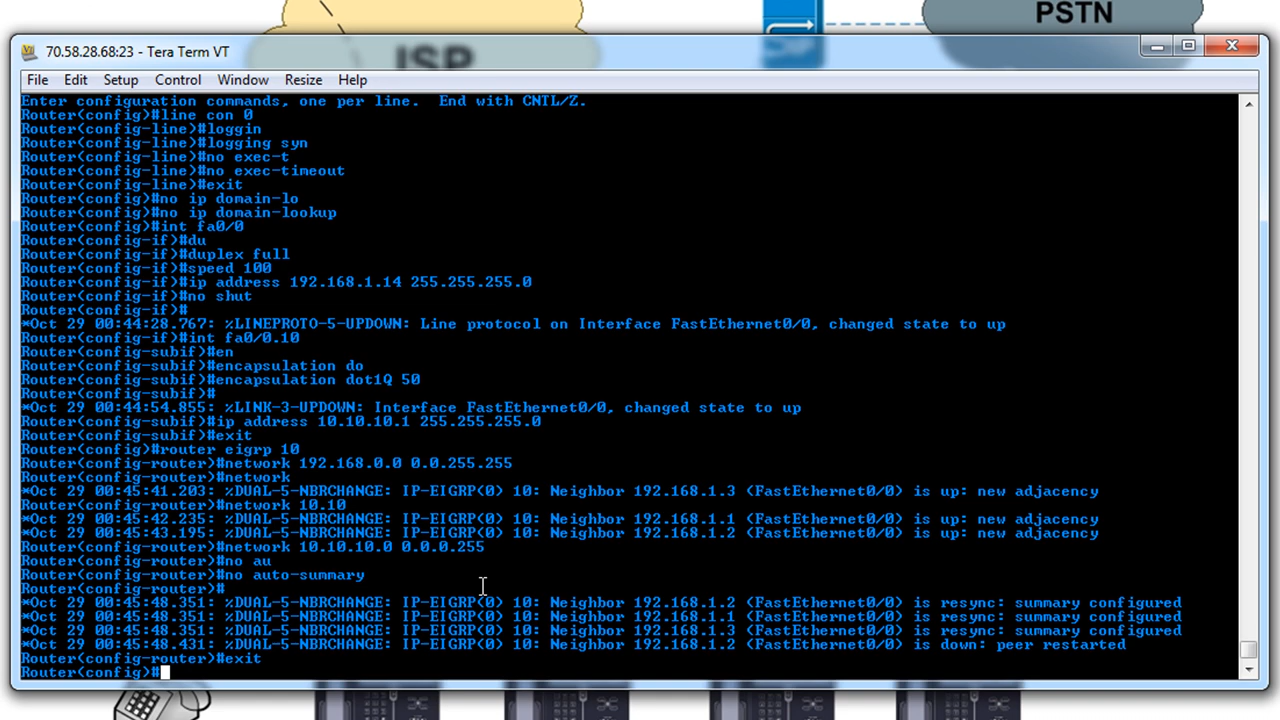 PSTN
ISP
70.58.28.68:23 - Tera Term VT
File Edit Setup Control Window Resize Help
Enter configuration commands, one per line.  End with CNTL/Z.
Router(config)#line con 0
Router(config-line)#loggin
Router(config-line)#logging syn
Router(config-line)#no exec-t
Router(config-line)#no exec-timeout
Router(config-line)#exit
Router(config)#no ip domain-lo
Router(config)#no ip domain-lookup
Router(config)#int fa0/0
Router(config-if)#du
Router(config-if)#duplex full
Router(config-if)#speed 100
Router(config-if)#ip address 192.168.1.14 255.255.255.0
Router(config-if)#no shut
Router(config-if)#
*Oct 29 00:44:28.767: %LINEPROTO-5-UPDOWN: Line protocol on Interface FastEthernet0/0, changed state to up
Router(config-if)#int fa0/0.10
Router(config-subif)#en
Router(config-subif)#encapsulation do
Router(config-subif)#encapsulation dot1Q 50
Router(config-subif)#
*Oct 29 00:44:54.855: %LINK-3-UPDOWN: Interface FastEthernet0/0, changed state to up
Router(config-subif)#ip address 10.10.10.1 255.255.255.0
Router(config-subif)#exit
Router(config)#router eigrp 10
Router(config-router)#network 192.168.0.0 0.0.255.255
Router(config-router)#network
*Oct 29 00:45:41.203: %DUAL-5-NBRCHANGE: IP-EIGRP(0) 10: Neighbor 192.168.1.3 (FastEthernet0/0) is up: new adjacency
Router(config-router)#network 10.10
*Oct 29 00:45:42.235: %DUAL-5-NBRCHANGE: IP-EIGRP(0) 10: Neighbor 192.168.1.1 (FastEthernet0/0) is up: new adjacency
*Oct 29 00:45:43.195: %DUAL-5-NBRCHANGE: IP-EIGRP(0) 10: Neighbor 192.168.1.2 (FastEthernet0/0) is up: new adjacency
Router(config-router)#network 10.10.10.0 0.0.0.255
Router(config-router)#no au
Router(config-router)#no auto-summary
Router(config-router)#
*Oct 29 00:45:48.351: %DUAL-5-NBRCHANGE: IP-EIGRP(0) 10: Neighbor 192.168.1.2 (FastEthernet0/0) is resync: summary configured
*Oct 29 00:45:48.351: %DUAL-5-NBRCHANGE: IP-EIGRP(0) 10: Neighbor 192.168.1.1 (FastEthernet0/0) is resync: summary configured
*Oct 29 00:45:48.351: %DUAL-5-NBRCHANGE: IP-EIGRP(0) 10: Neighbor 192.168.1.3 (FastEthernet0/0) is resync: summary configured
*Oct 29 00:45:48.431: %DUAL-5-NBRCHANGE: IP-EIGRP(0) 10: Neighbor 192.168.1.2 (FastEthernet0/0) is down: peer restarted
Router(config-router)#exit
Router(config)#